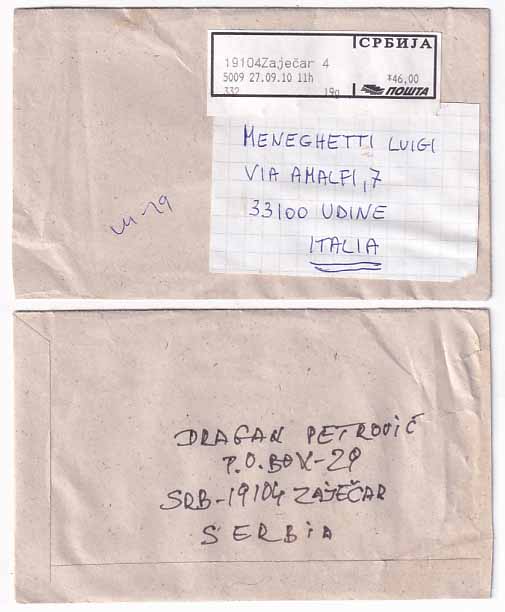 СРБИЈА
19104Zaječar 4
5009 27.09.10 11h *46,00
332 19g ПОШТА
MENEGHETTI LUIGI
VIA AMALFI, 7
33100 UDINE
ITALIA
DRAGAN PETROVIĆ
P.O. BOX-29
SRB-19104 ZAJEČAR
SERBIA